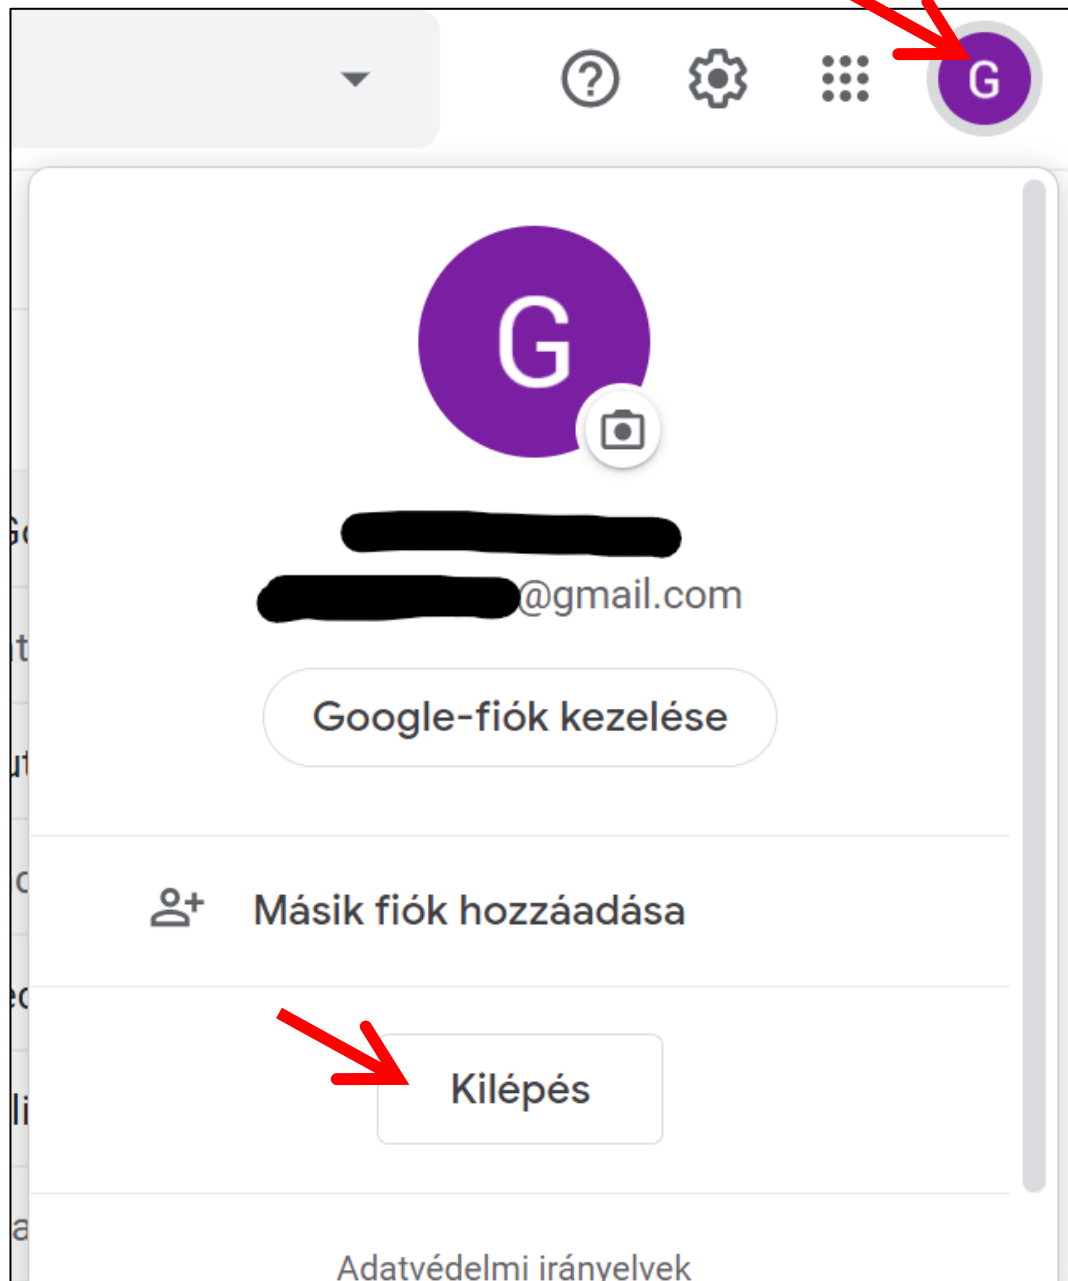 G
G
@gmail.com
Google-fiók kezelése
Másik fiók hozzáadása
Kilépés
Adatvédelmi irányelvek